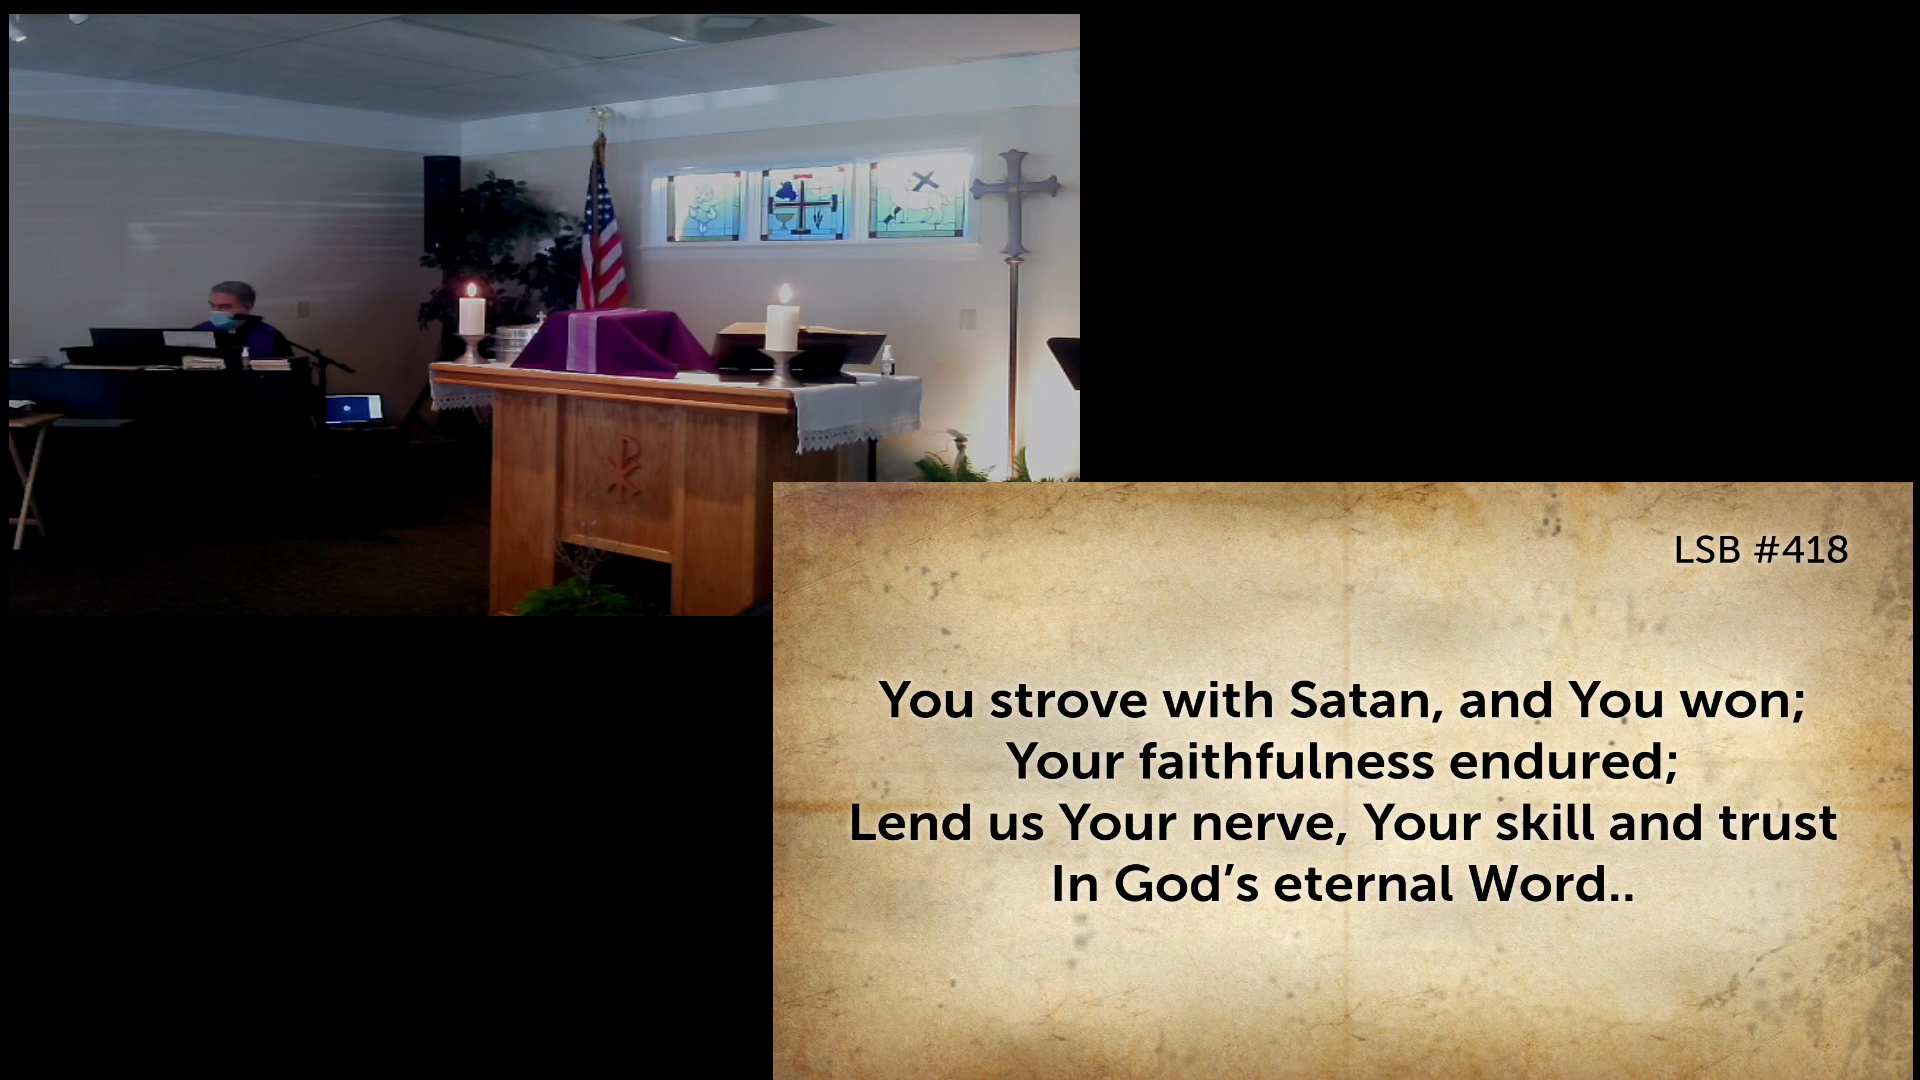 LSB #418
You strove with Satan, and You won;
Your faithfulness endured;
Lend us Your nerve, Your skill and trust
In God’s eternal Word..